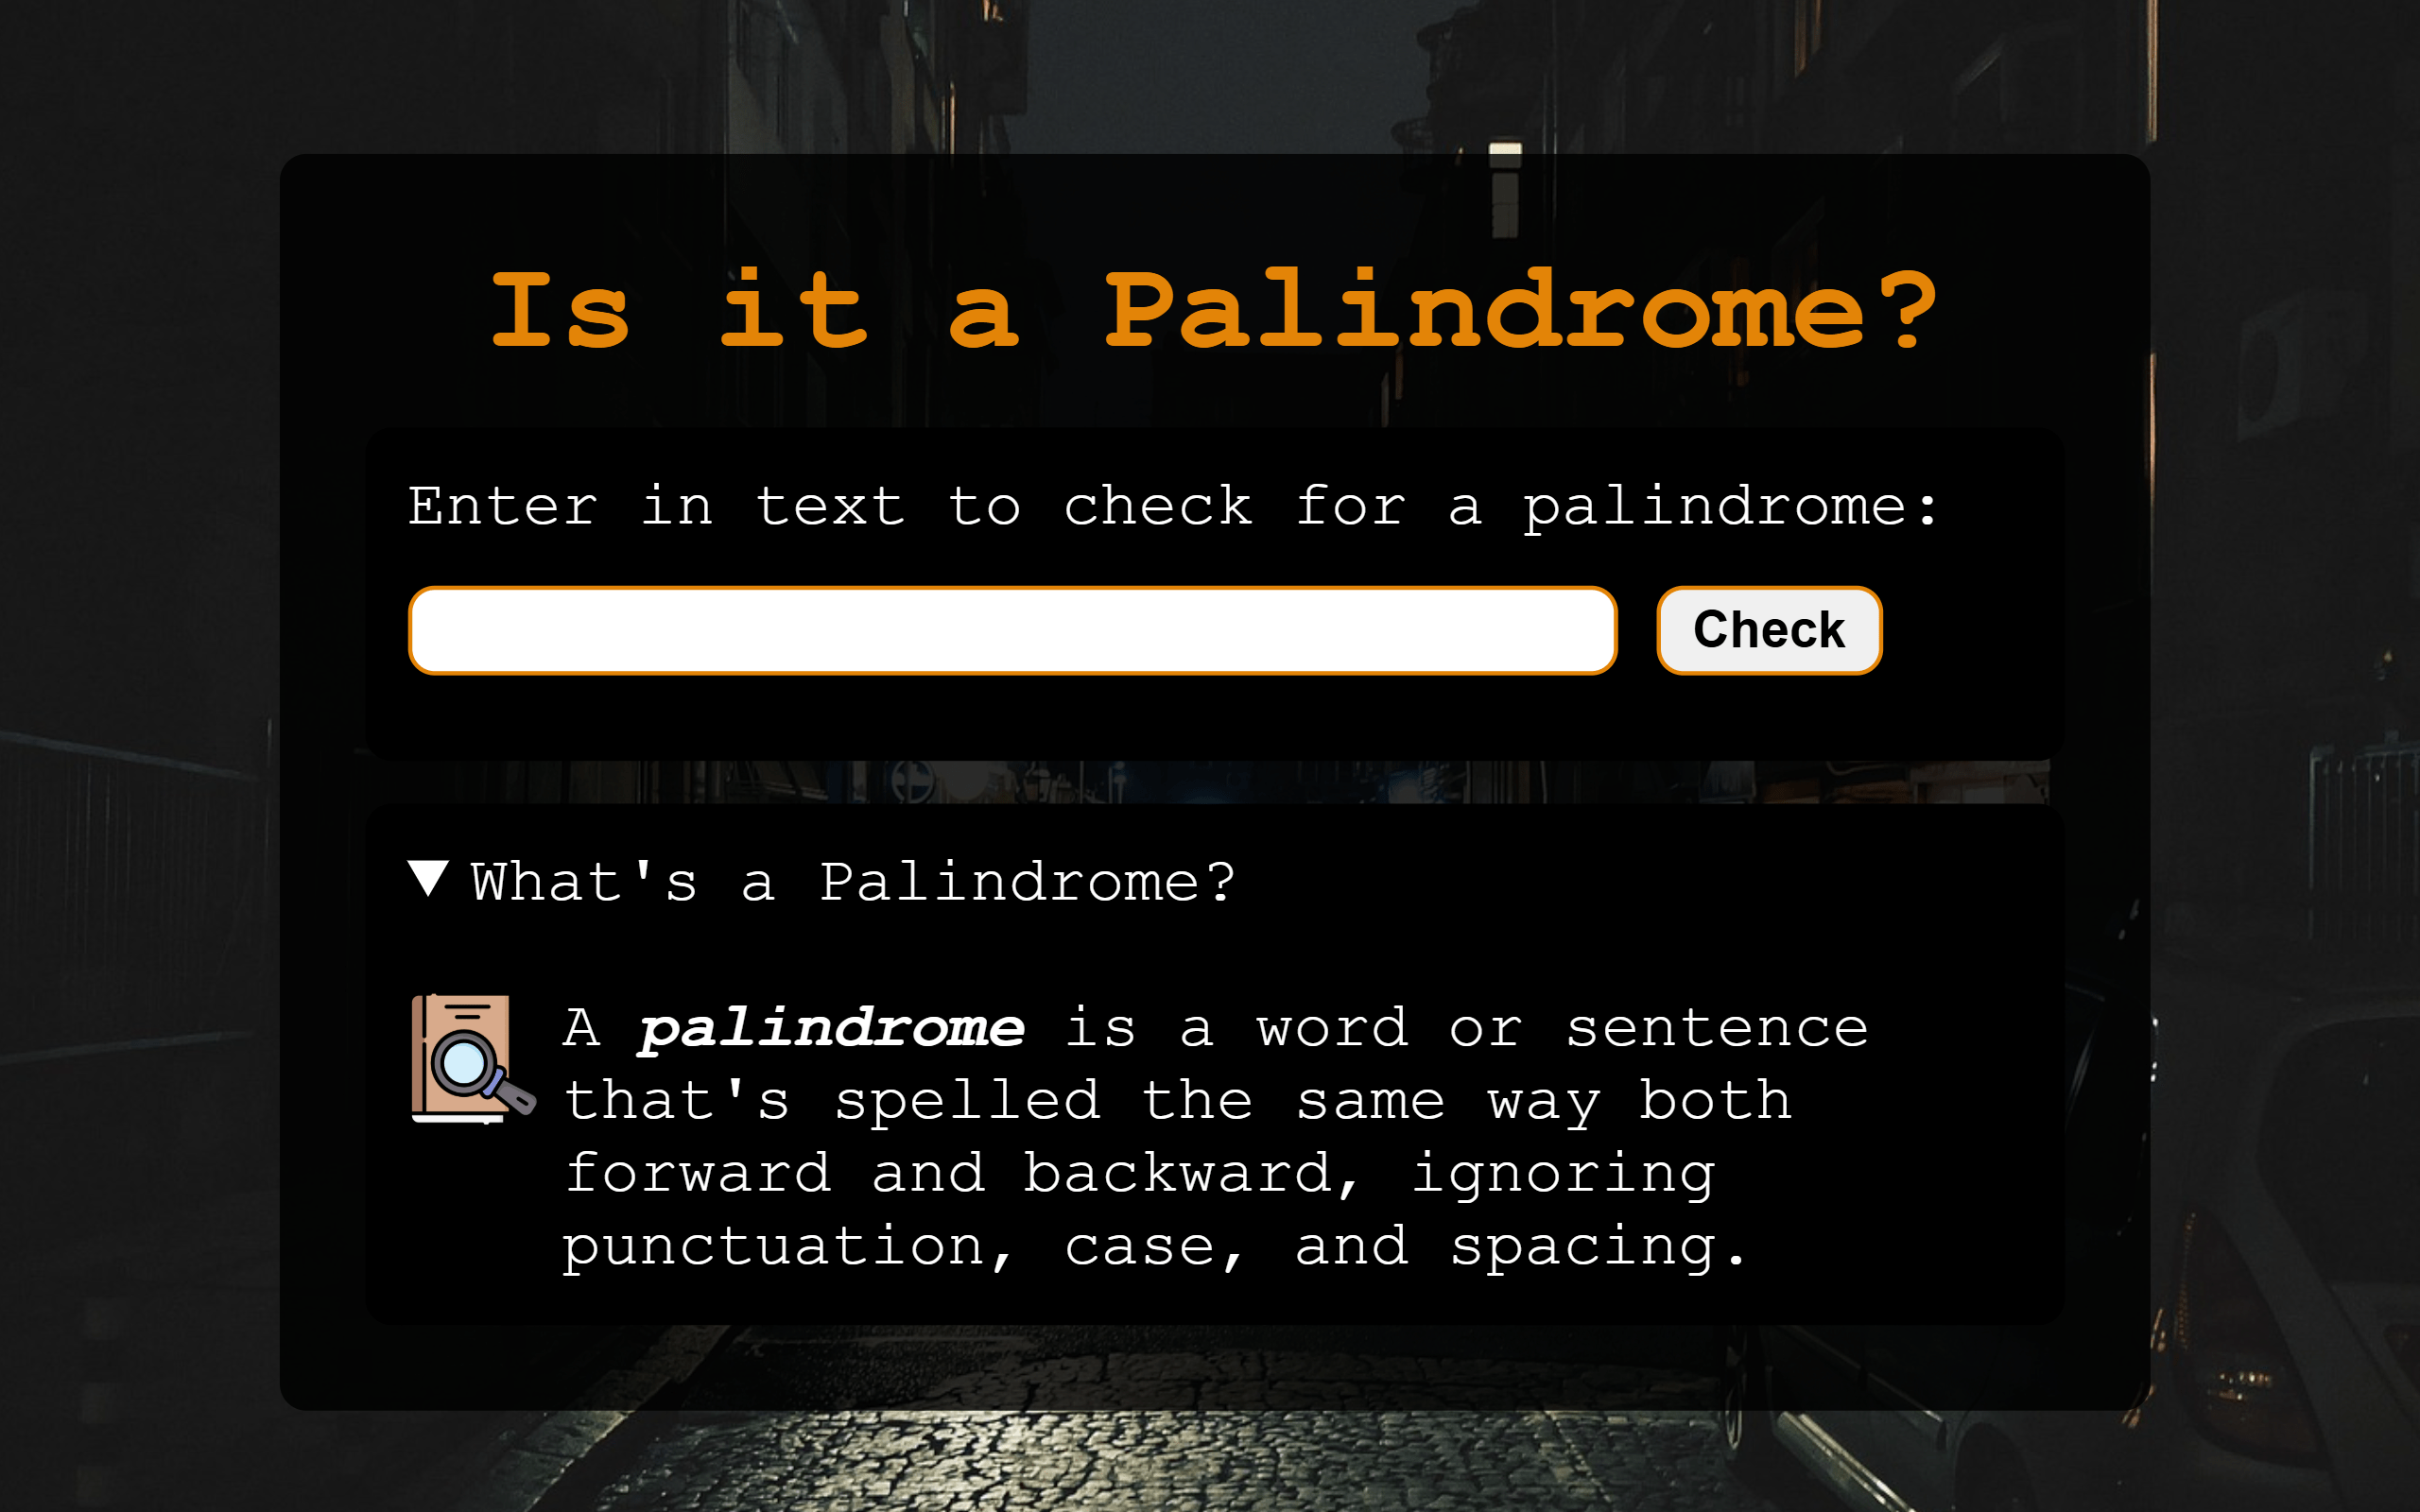 Is it a Palindrome?
Enter in text to check for a palindrome:
Check
What's a Palindrome?
A palindrome is a word or sentence
that's spelled the same way both
forward and backward, ignoring
punctuation, case, and spacing.